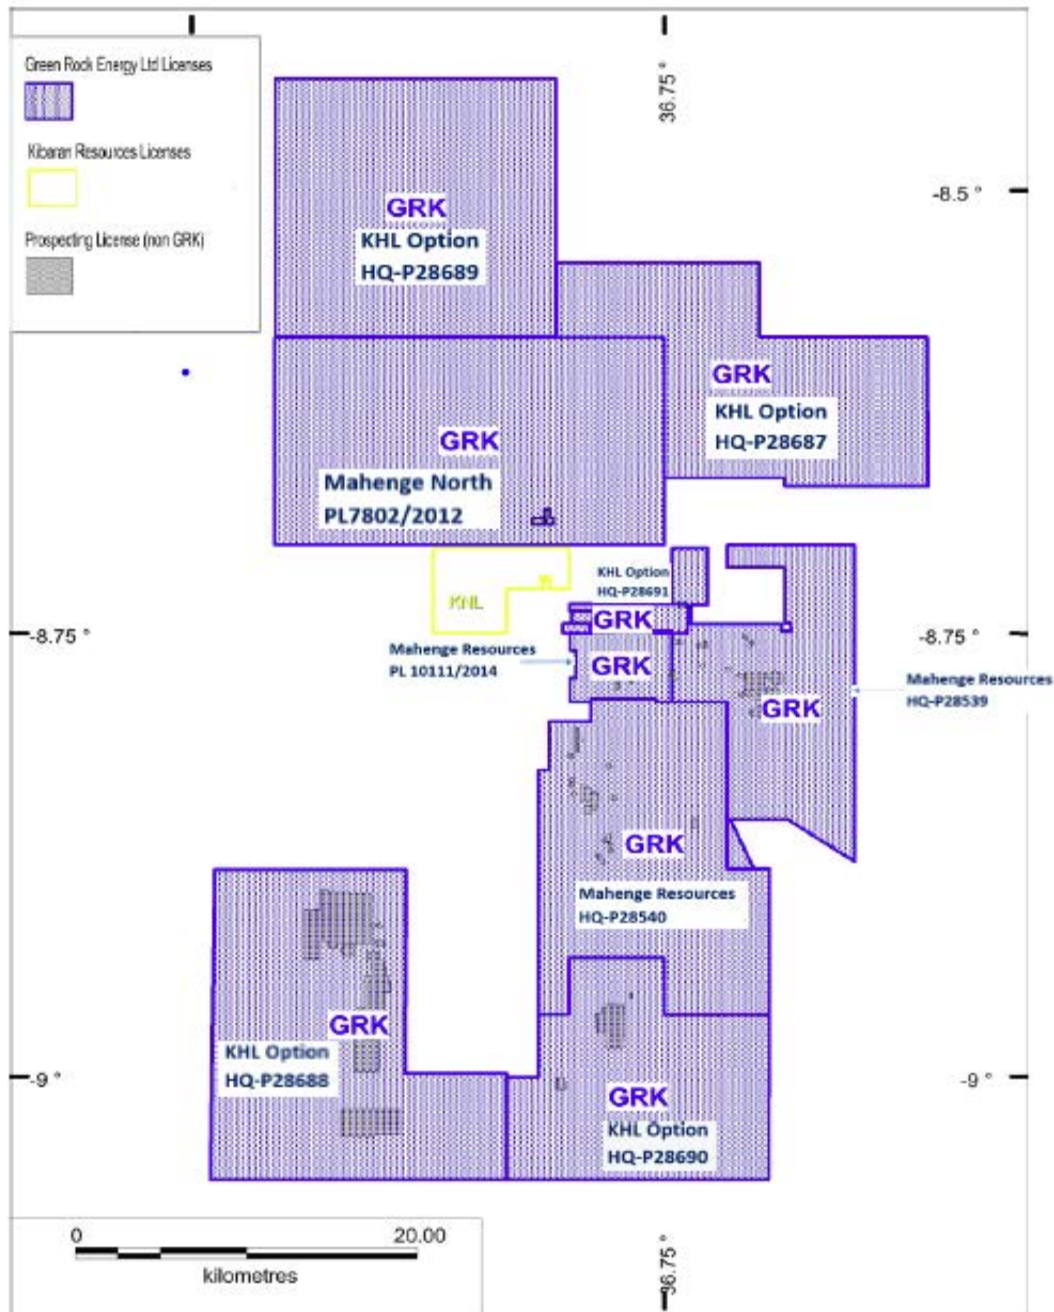 Green Rock Energy Ltd Licenses
Kibaran Resources Licenses
Prospecting License (non GRK)
36.75 °
-8.5 °
GRK
KHL Option
HQ-P28689
GRK
KHL Option
HQ-P28687
GRK
Mahenge North
PL7802/2012
KHL Option
HQ-P28691
KNL
GRK
-8.75 °
-8.75 °
Mahenge Resources
PL 10111/2014
GRK
Mahenge Resources
HQ-P28539
GRK
GRK
Mahenge Resources
HQ-P28540
GRK
KHL Option
HQ-P28688
-9 °
-9 °
GRK
KHL Option
HQ-P28690
0 20.00
kilometres
36.75 °